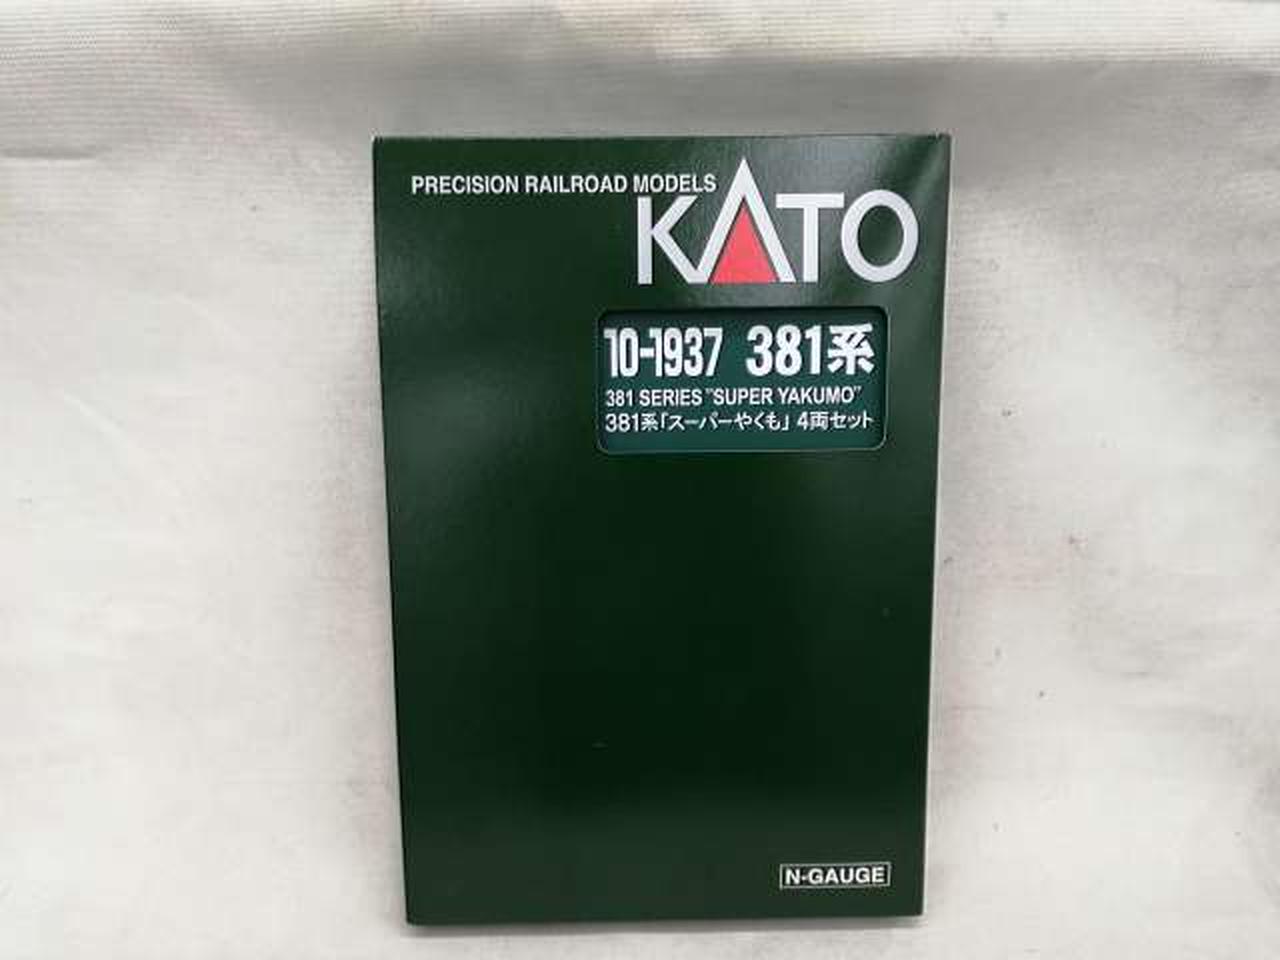 PRECISION RAILROAD MODELS
KATO
10-1937 381系
381 SERIES "SUPER YAKUMO"
381系「スーパーやくも」 4両セット
N-GAUGE